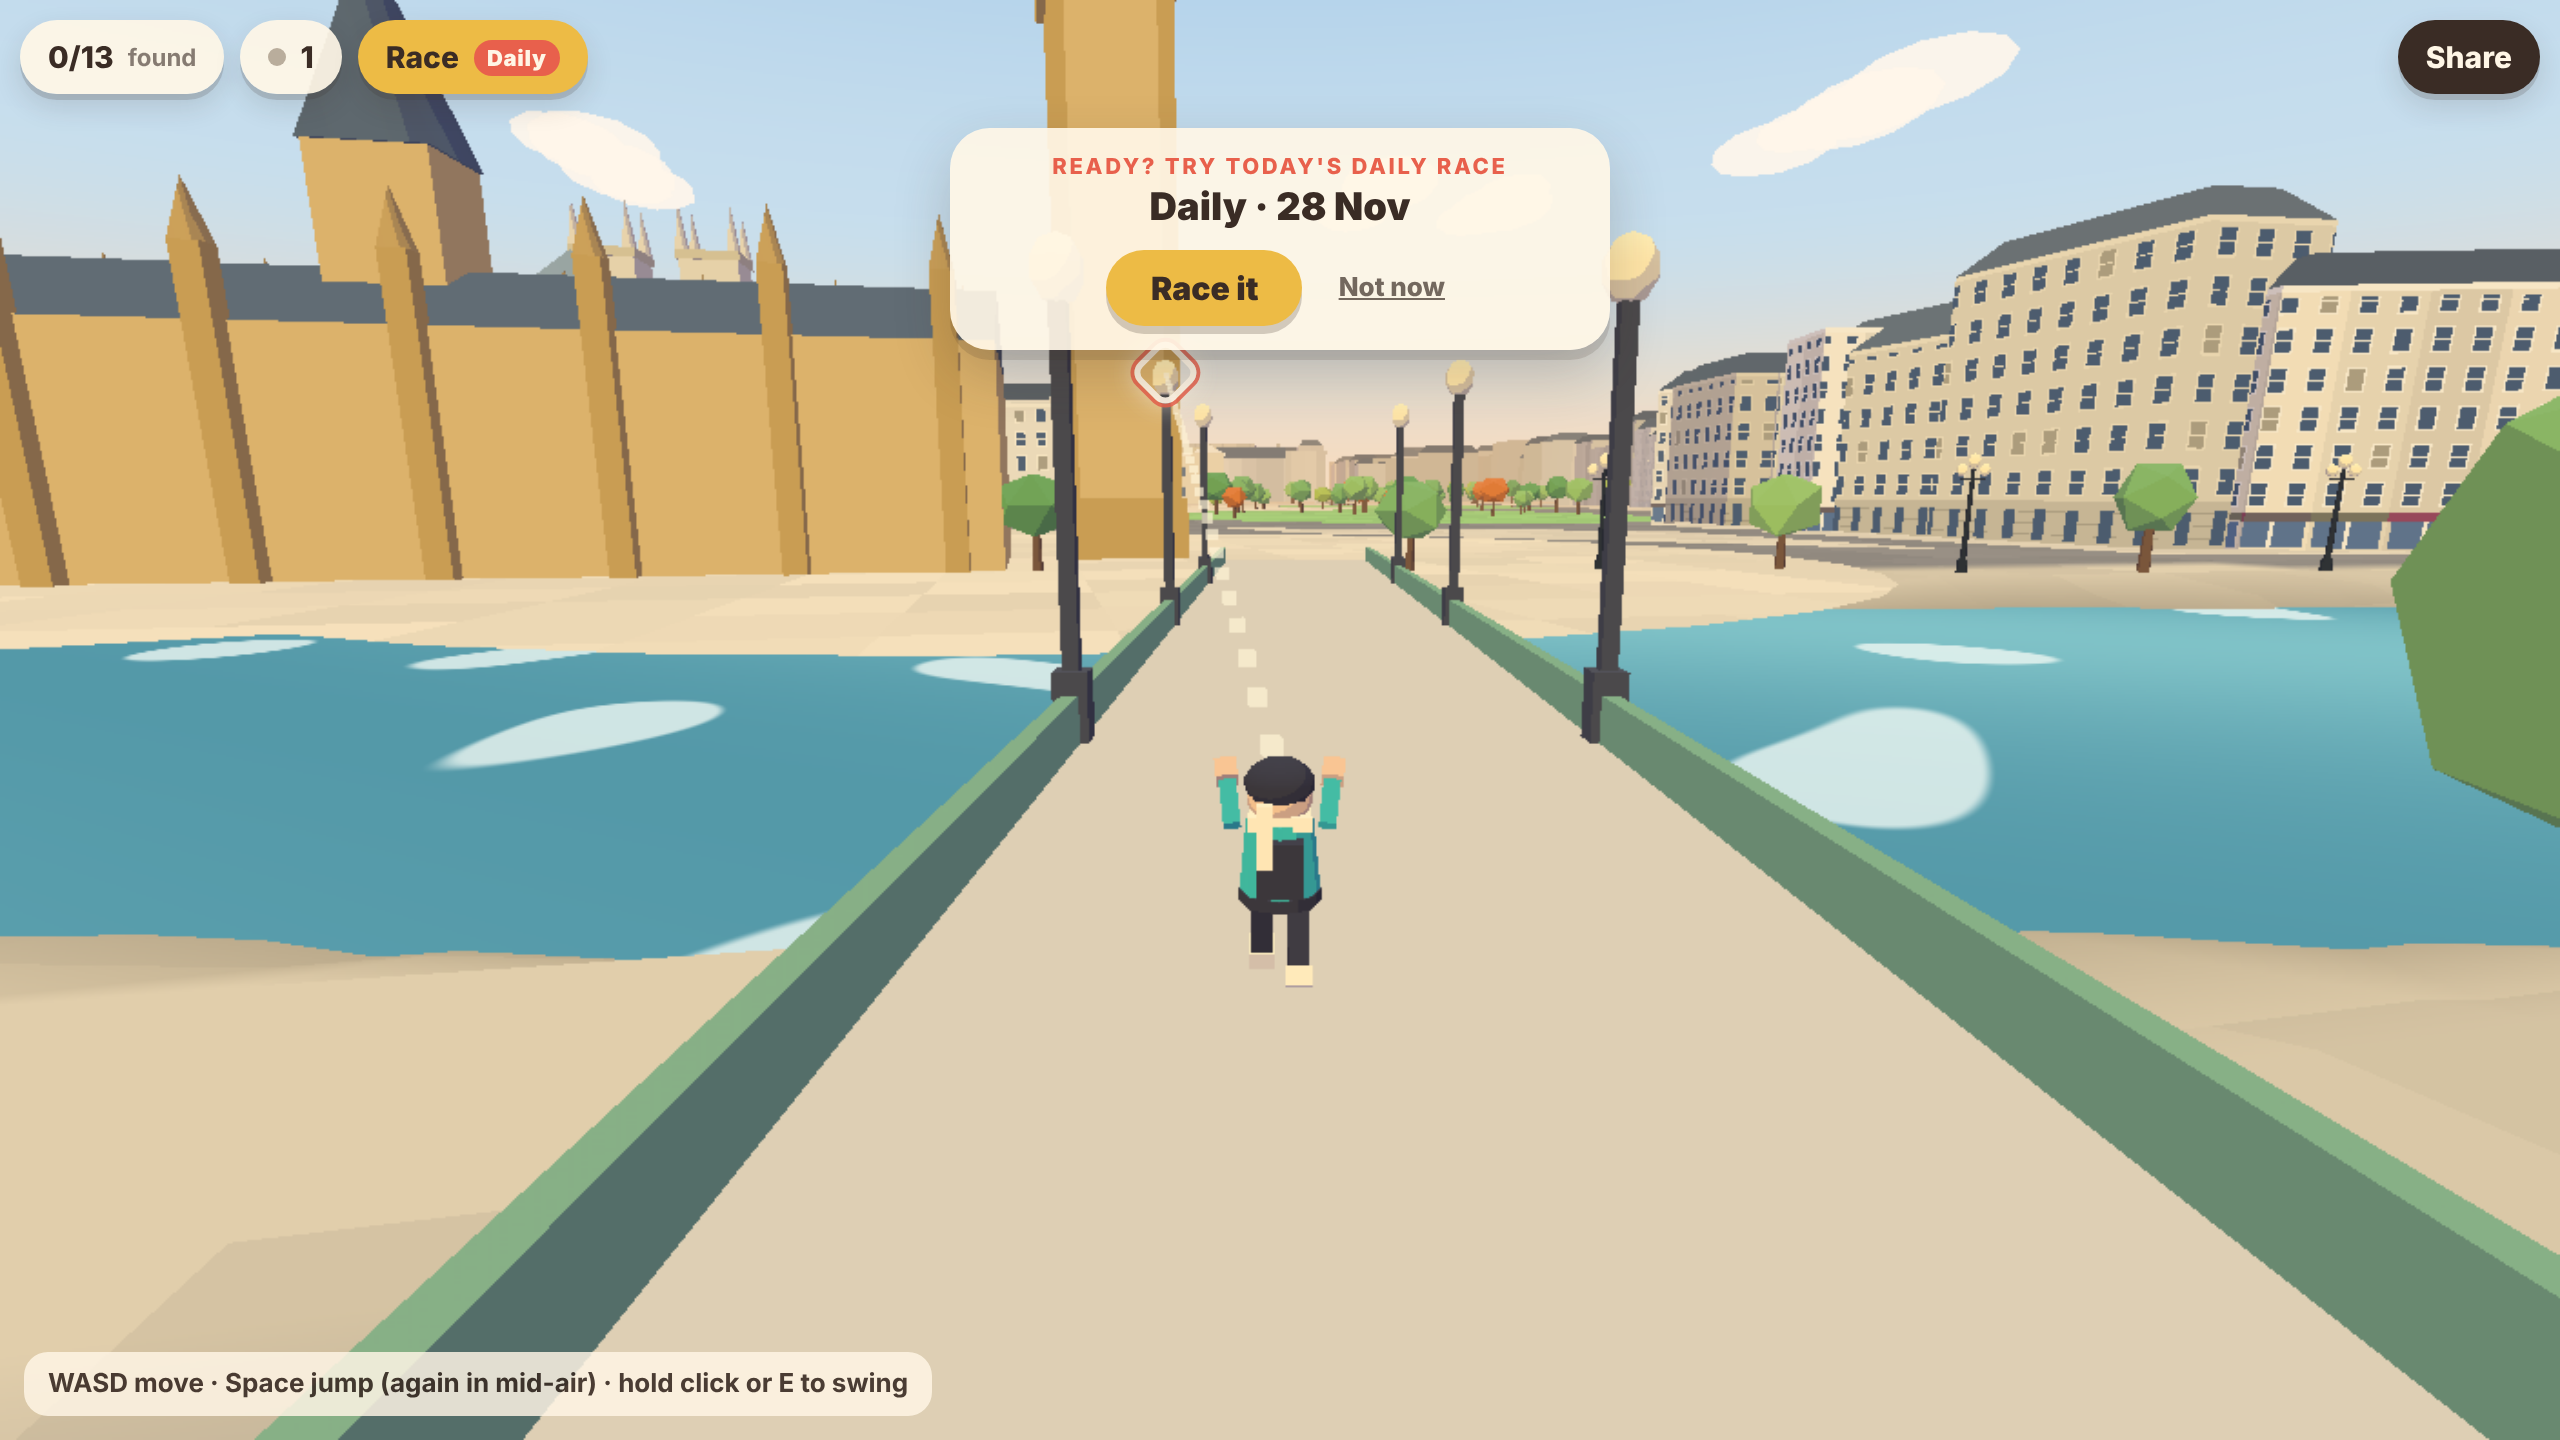 0/13 found
1
Race Daily
Share
READY? TRY TODAY'S DAILY RACE
Daily · 28 Nov
Race it
Not now
WASD move · Space jump (again in mid-air) · hold click or E to swing